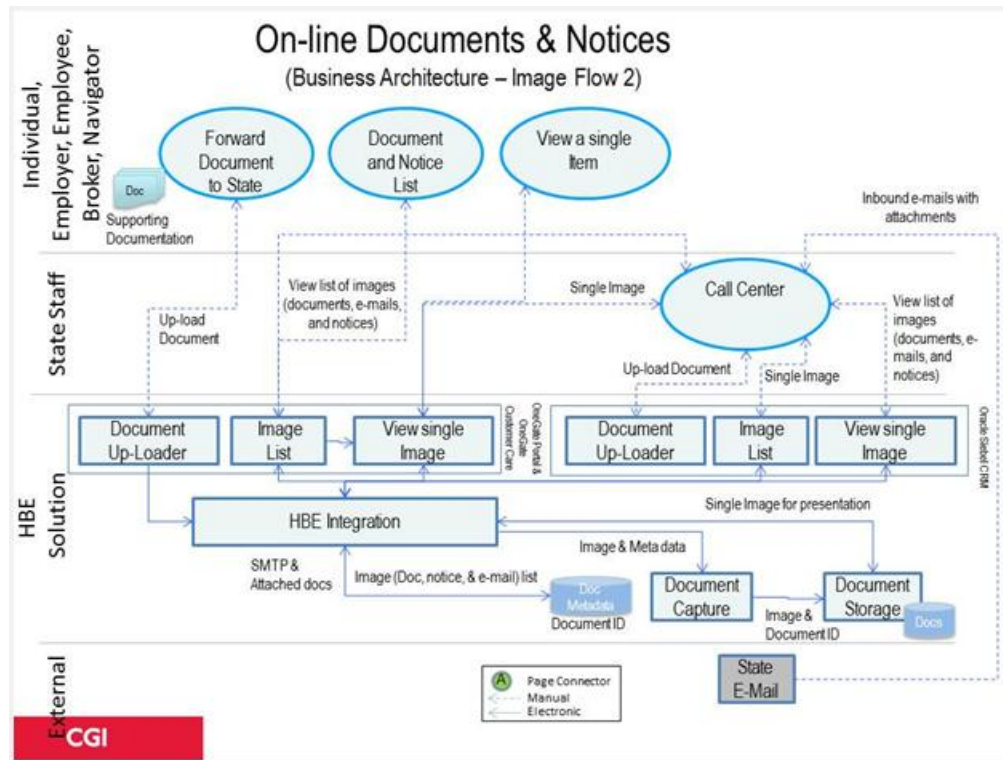 On-line Documents & Notices
(Business Architecture – Image Flow 2)
Individual,
Employer, Employee,
Broker, Navigator
Forward
Document
to State
Document
and Notice
List
View a single
Item
Doc
Supporting
Documentation
Inbound e-mails with
attachments
State Staff
Up-load
Document
View list of images
(documents, e-mails,
and notices)
Single Image
Call Center
View list of
images
(documents, e-
mails, and
notices)
Up-load Document
Single Image
HBE
Solution
Document
Up-Loader
Image
List
View single
Image
OneGate Portal &
OneGate
Customer Care
Document
Up-Loader
Image
List
View single
Image
Oracle Siebel CRM
HBE Integration
Single Image for presentation
SMTP &
Attached docs
Image (Doc, notice, & e-mail) list
Image & Meta data
Doc
Metadata
Document ID
Document
Capture
Image &
Document ID
Document
Storage
Docs
External
State
E-Mail
A Page Connector
Manual
Electronic
CGI